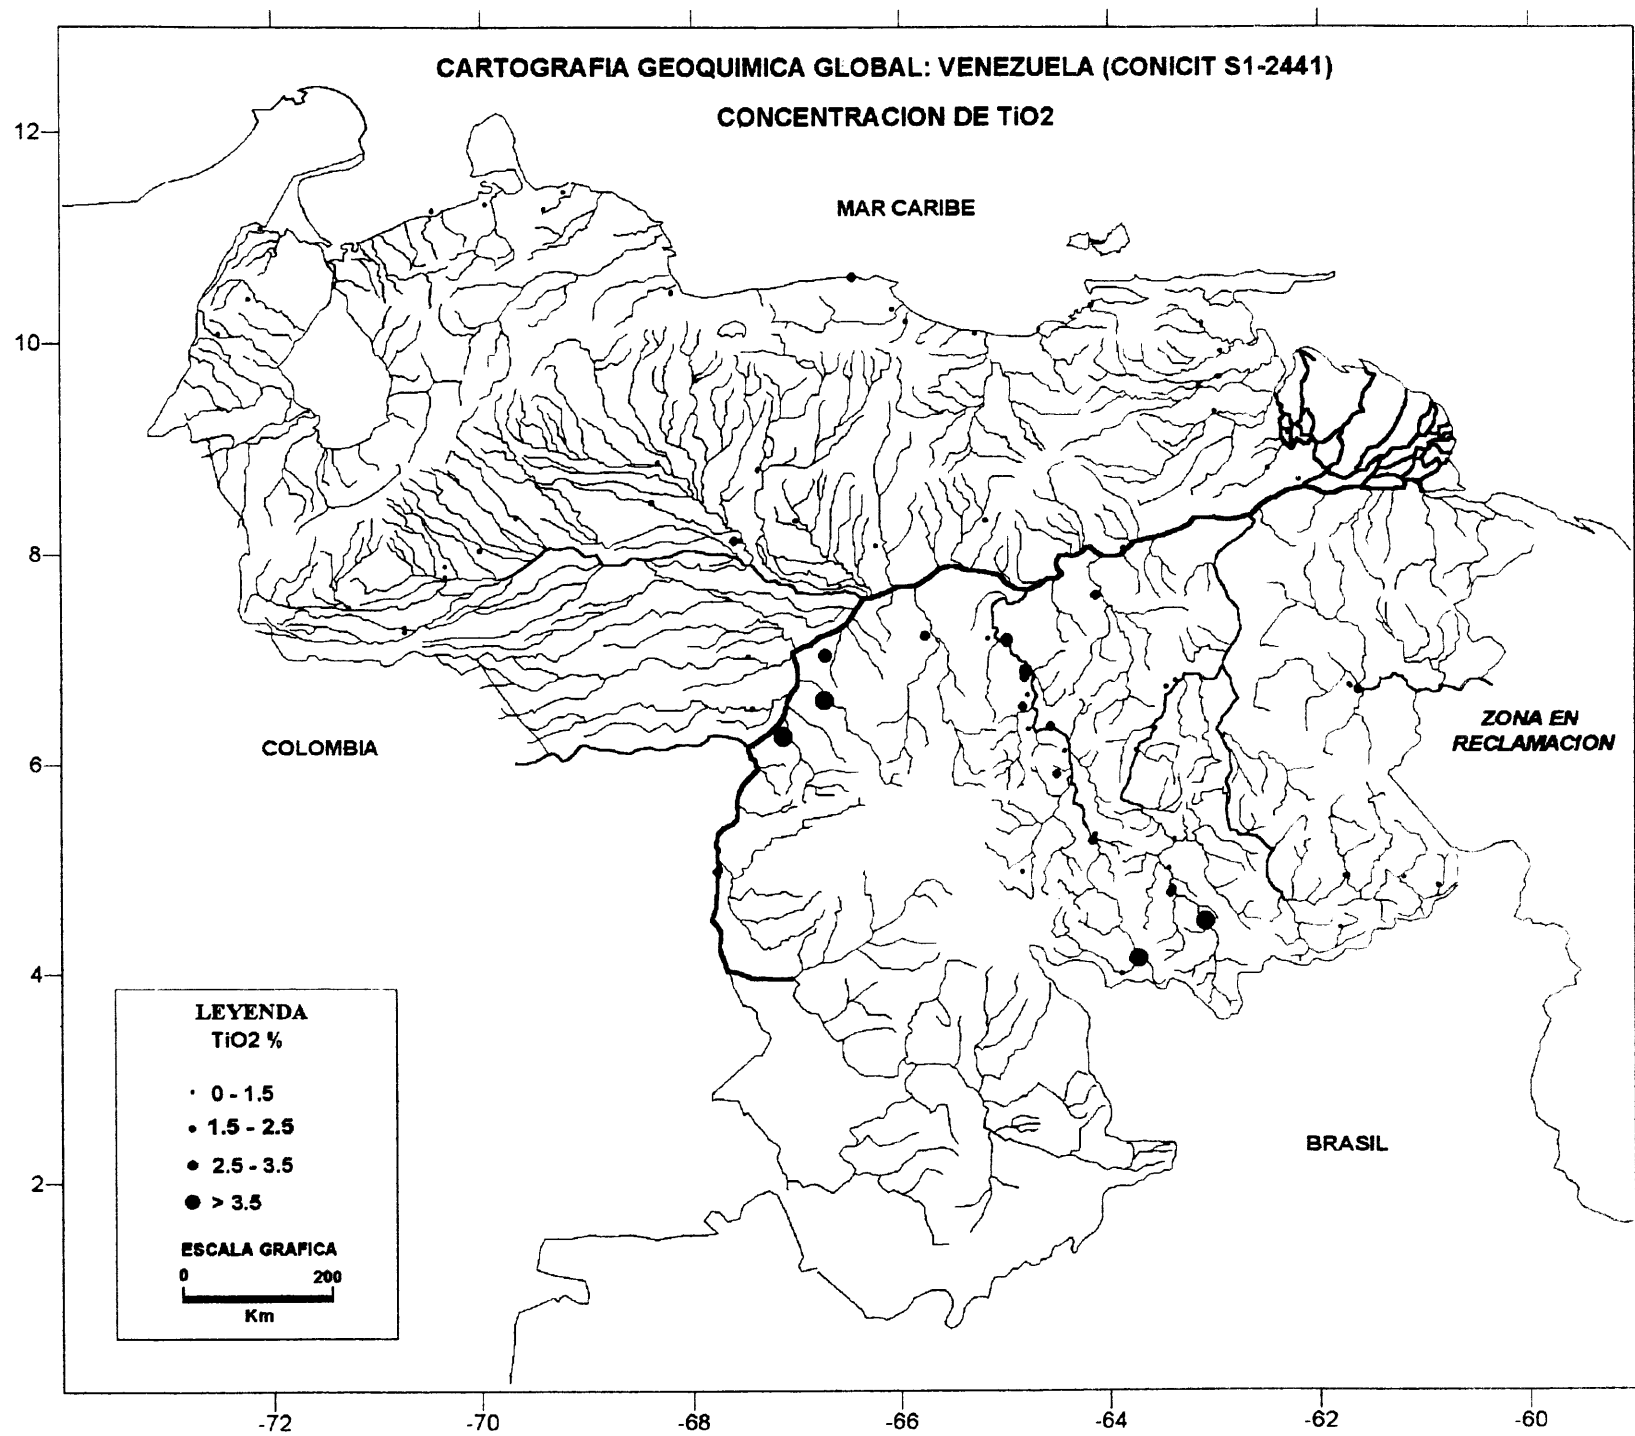 CARTOGRAFIA GEOQUIMICA GLOBAL: VENEZUELA (CONICIT S1-2441)
CONCENTRACION DE TiO2
MAR CARIBE
12
10
8
6
4
2
COLOMBIA
ZONA EN
RECLAMACION
BRASIL
LEYENDA
TiO2 %
0 - 1.5
1.5 - 2.5
2.5 - 3.5
> 3.5
ESCALA GRAFICA
0 200
Km
-72 -70 -68 -66 -64 -62 -60